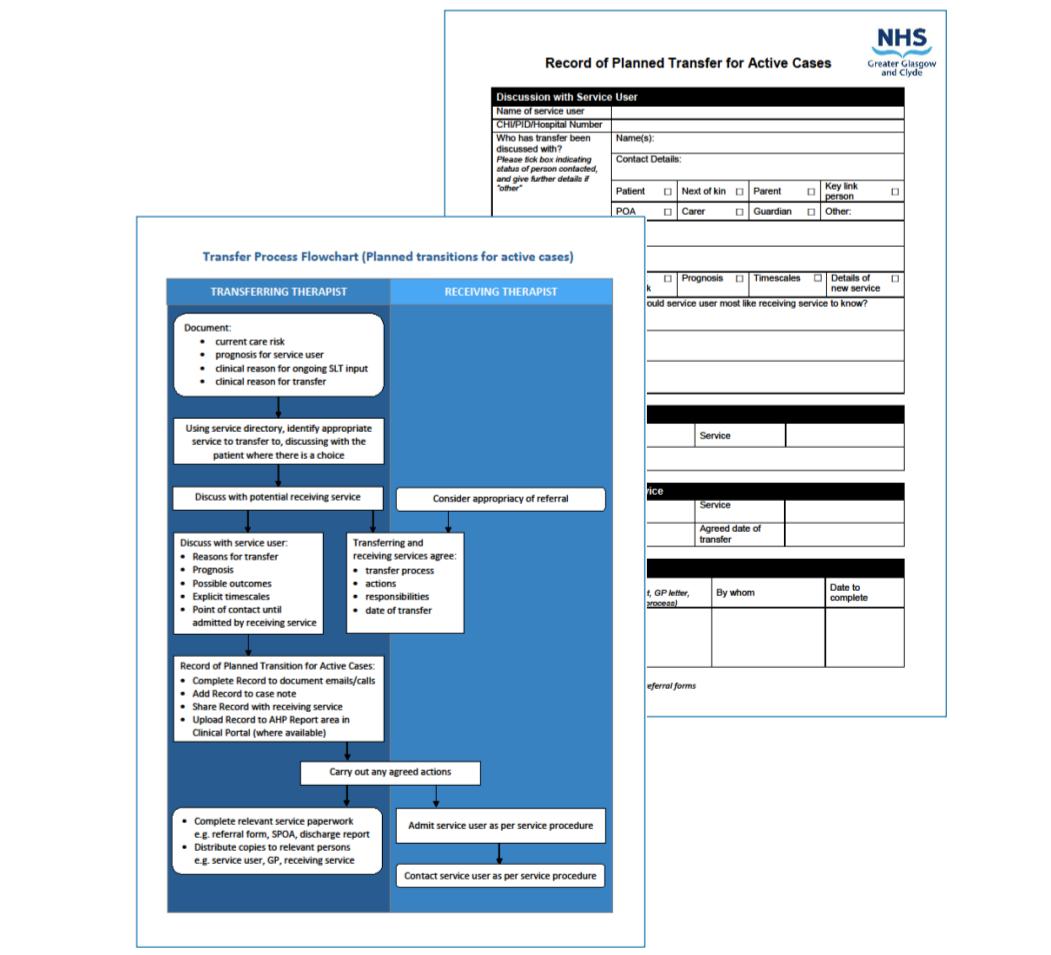 NHS
Greater Glasgow
and Clyde
Record of Planned Transfer for Active Cases
Discussion with Service User
Name of service user
CHI/PID/Hospital Number
Who has transfer been
discussed with?
Please tick box indicating
status of person contacted,
and give further details if
"other"
Name(s):
Contact Details:
Patient
Next of kin
Parent
Key link
person
POA
Carer
Guardian
Other:
k
Prognosis
Timescales
Details of
new service
ould service user most like receiving service to know?
Service
ice
Service
Agreed date of
transfer
t, GP letter,
process)
By whom
Date to
complete
eferral forms
Transfer Process Flowchart (Planned transitions for active cases)
TRANSFERRING THERAPIST
RECEIVING THERAPIST
Document:
• current care risk
• prognosis for service user
• clinical reason for ongoing SLT input
• clinical reason for transfer
Using service directory, identify appropriate
service to transfer to, discussing with the
patient where there is a choice
Discuss with potential receiving service
Consider appropriacy of referral
Discuss with service user:
• Reasons for transfer
• Prognosis
• Possible outcomes
• Explicit timescales
• Point of contact until
admitted by receiving service
Transferring and
receiving services agree:
• transfer process
• actions
• responsibilities
• date of transfer
Record of Planned Transition for Active Cases:
• Complete Record to document emails/calls
• Add Record to case note
• Share Record with receiving service
• Upload Record to AHP Report area in
Clinical Portal (where available)
Carry out any agreed actions
• Complete relevant service paperwork
e.g. referral form, SPOA, discharge report
• Distribute copies to relevant persons
e.g. service user, GP, receiving service
Admit service user as per service procedure
Contact service user as per service procedure